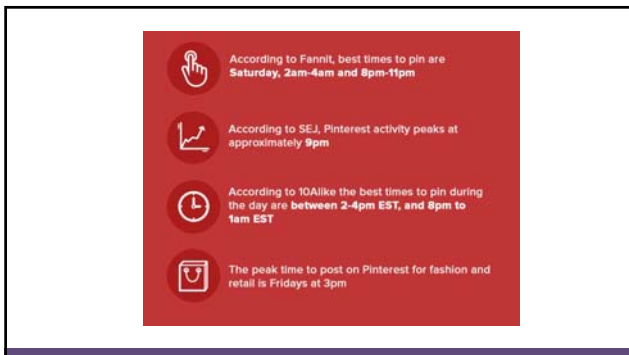 According to Fannit, best times to pin are
Saturday, 2am-4am and 8pm-11pm
According to SEJ, Pinterest activity peaks at
approximately 9pm
According to 10Alike the best times to pin during
the day are between 2-4pm EST, and 8pm to
1am EST
The peak time to post on Pinterest for fashion and
retail is Fridays at 3pm